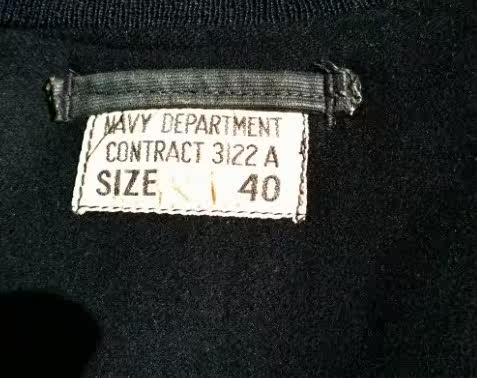 NAVY DEPARTMENT
CONTRACT 3122 A
SIZE 40